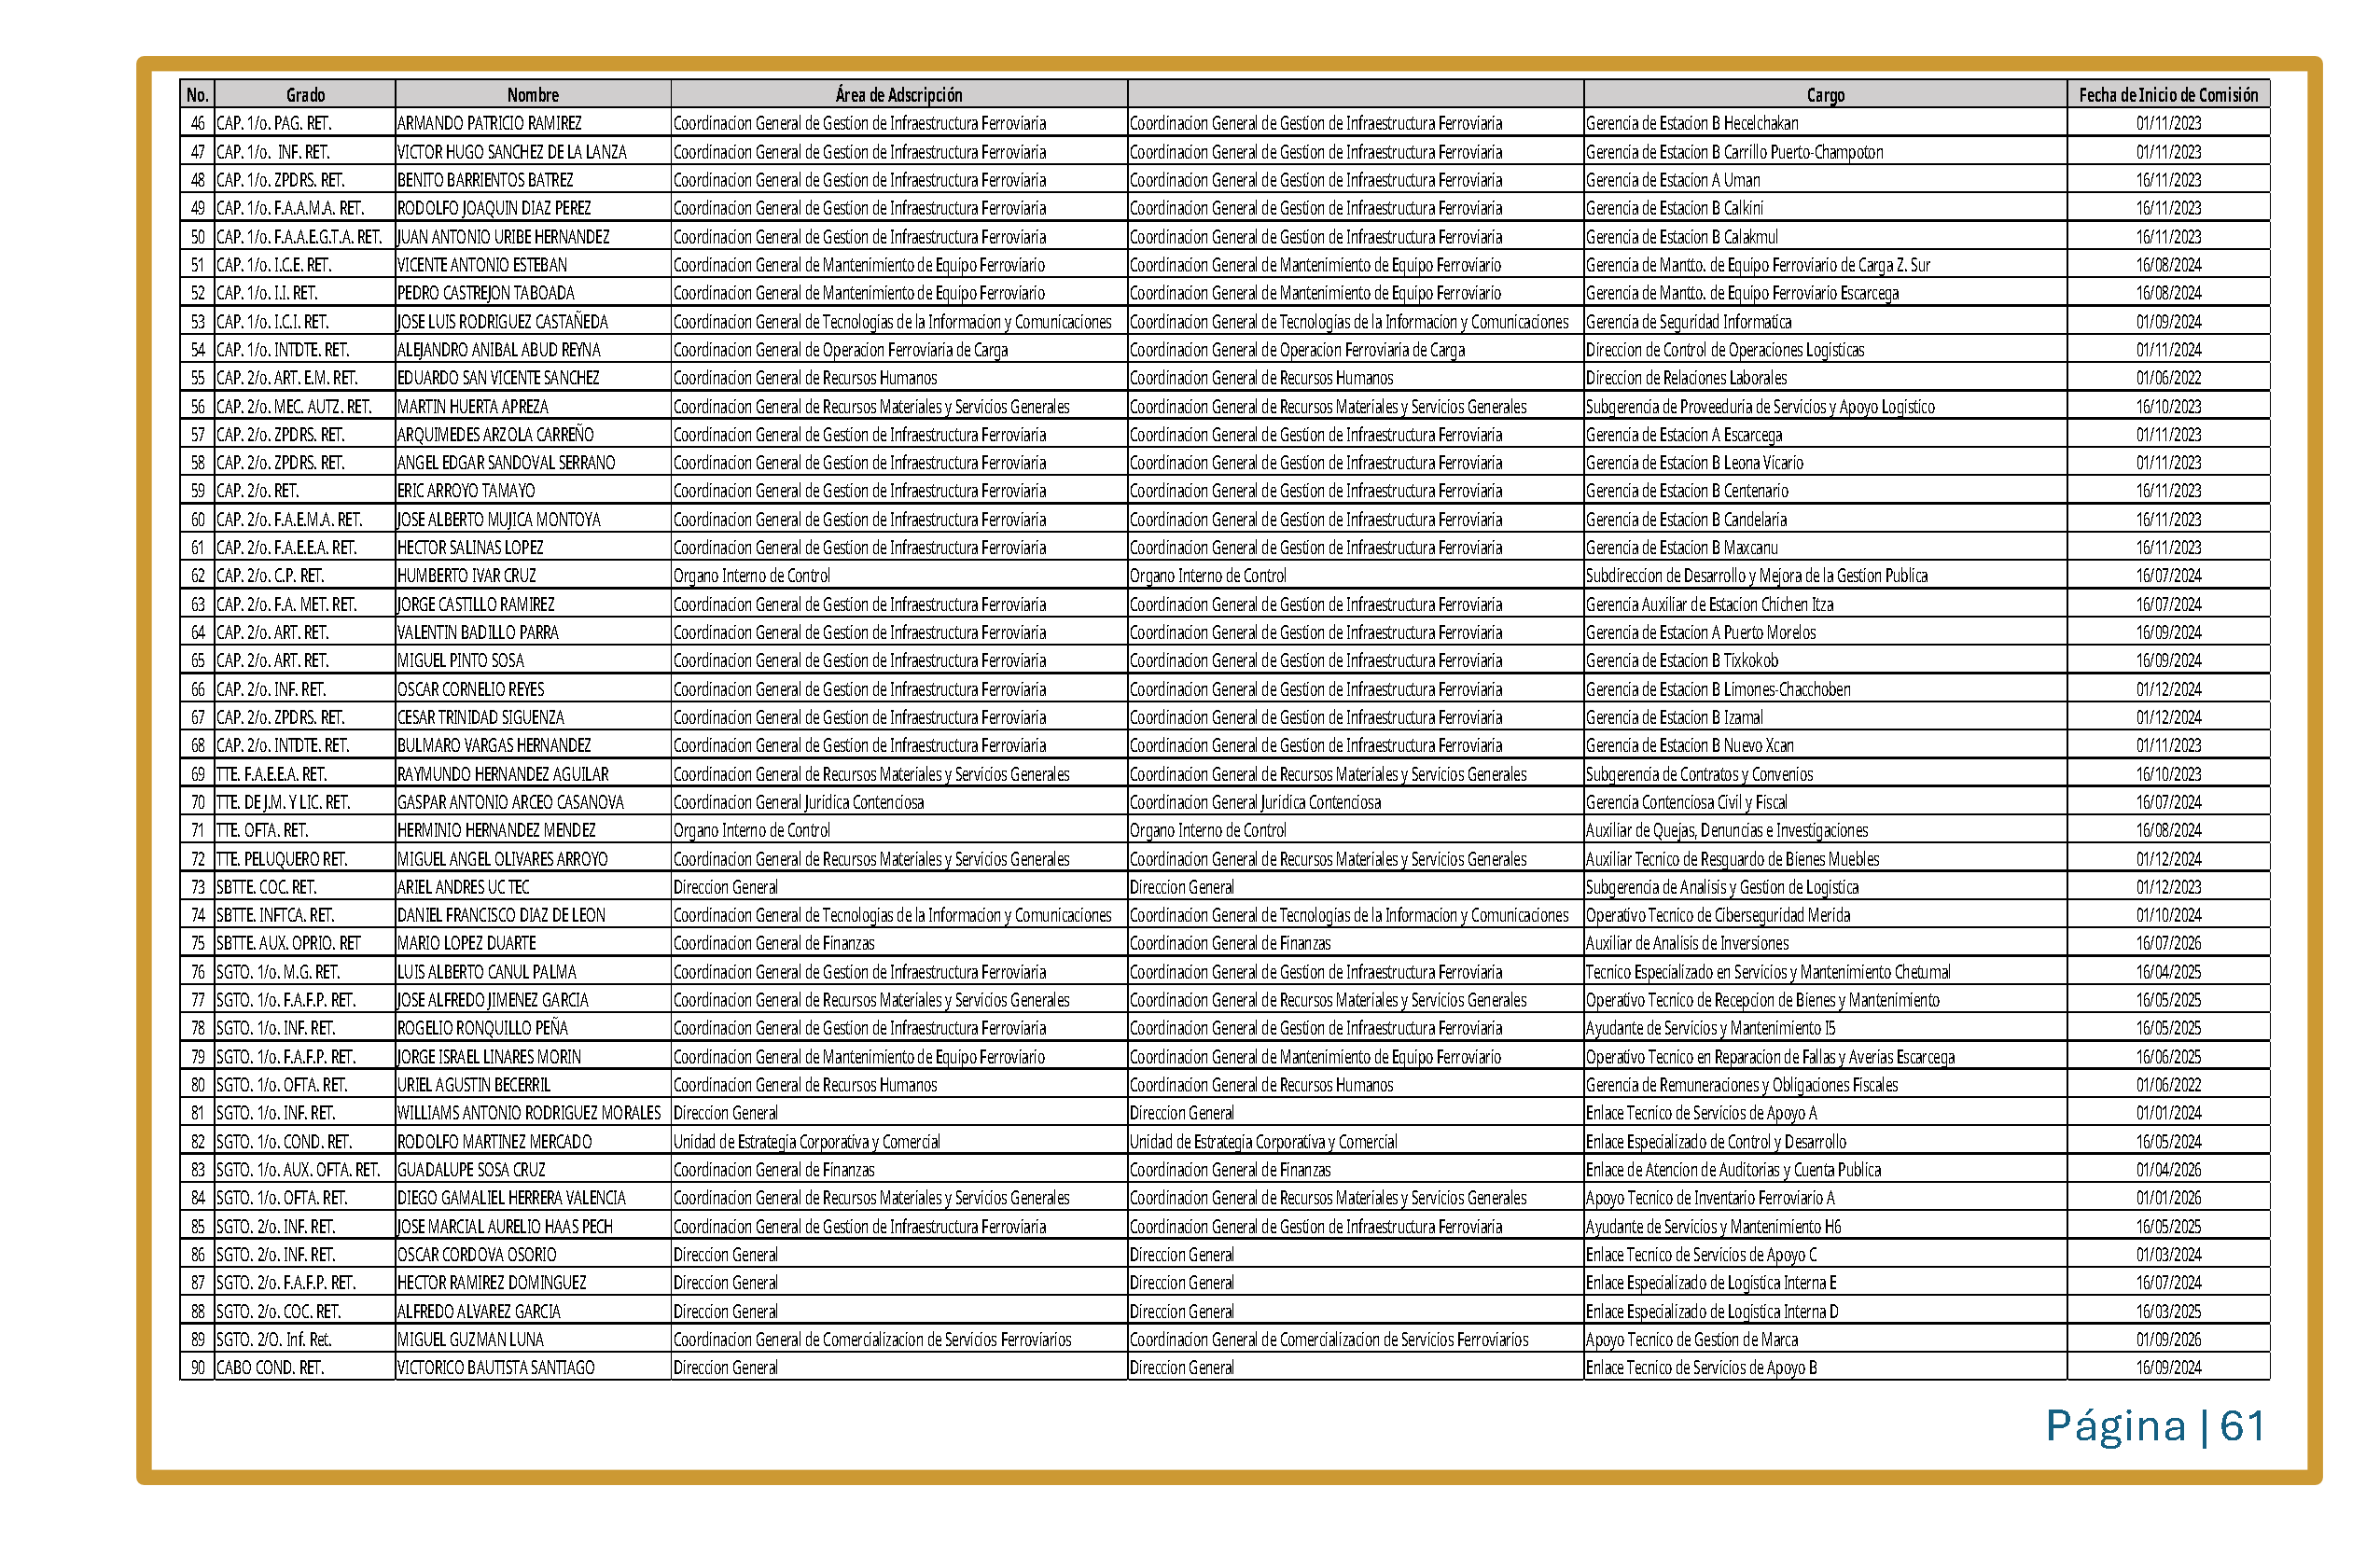 No. Grado Nombre Área de Adscripción Cargo Fecha de Inicio de Comisión
46 CAP. 1/o. PAG. RET. ARMANDO PATRICIO RAMIREZ Coordinacion General de Gestion de Infraestructura Ferroviaria Coordinacion General de Gestion de Infraestructura Ferroviaria Gerencia de Estacion B Hecelchakan 01/11/2023
47 CAP. 1/o. INF. RET. VICTOR HUGO SANCHEZ DE LA LANZA Coordinacion General de Gestion de Infraestructura Ferroviaria Coordinacion General de Gestion de Infraestructura Ferroviaria Gerencia de Estacion B Carrillo Puerto-Champoton 01/11/2023
48 CAP. 1/o. ZPDRS. RET. BENITO BARRIENTOS BATREZ Coordinacion General de Gestion de Infraestructura Ferroviaria Coordinacion General de Gestion de Infraestructura Ferroviaria Gerencia de Estacion A Uman 16/11/2023
49 CAP. 1/o. F.A.A.M.A. RET. RODOLFO JOAQUIN DIAZ PEREZ Coordinacion General de Gestion de Infraestructura Ferroviaria Coordinacion General de Gestion de Infraestructura Ferroviaria Gerencia de Estacion B Calkini 16/11/2023
50 CAP. 1/o. F.A.A.E.G.T.A. RET. JUAN ANTONIO URIBE HERNANDEZ Coordinacion General de Gestion de Infraestructura Ferroviaria Coordinacion General de Gestion de Infraestructura Ferroviaria Gerencia de Estacion B Calakmul 16/11/2023
51 CAP. 1/o. I.C.E. RET. VICENTE ANTONIO ESTEBAN Coordinacion General de Mantenimiento de Equipo Ferroviario Coordinacion General de Mantenimiento de Equipo Ferroviario Gerencia de Mantto. de Equipo Ferroviario de Carga Z. Sur 16/08/2024
52 CAP. 1/o. I.I. RET. PEDRO CASTREJON TABOADA Coordinacion General de Mantenimiento de Equipo Ferroviario Coordinacion General de Mantenimiento de Equipo Ferroviario Gerencia de Mantto. de Equipo Ferroviario Escarcega 16/08/2024
53 CAP. 1/o. I.C.I. RET. JOSE LUIS RODRIGUEZ CASTAÑEDA Coordinacion General de Tecnologias de la Informacion y Comunicaciones Coordinacion General de Tecnologias de la Informacion y Comunicaciones Gerencia de Seguridad Informatica 01/09/2024
54 CAP. 1/o. INTDTE. RET. ALEJANDRO ANIBAL ABUD REYNA Coordinacion General de Operacion Ferroviaria de Carga Coordinacion General de Operacion Ferroviaria de Carga Direccion de Control de Operaciones Logisticas 01/11/2024
55 CAP. 2/o. ART. E.M. RET. EDUARDO SAN VICENTE SANCHEZ Coordinacion General de Recursos Humanos Coordinacion General de Recursos Humanos Direccion de Relaciones Laborales 01/06/2022
56 CAP. 2/o. MEC. AUTZ. RET. MARTIN HUERTA APREZA Coordinacion General de Recursos Materiales y Servicios Generales Coordinacion General de Recursos Materiales y Servicios Generales Subgerencia de Proveeduria de Servicios y Apoyo Logistico 16/10/2023
57 CAP. 2/o. ZPDRS. RET. ARQUIMEDES ARZOLA CARREÑO Coordinacion General de Gestion de Infraestructura Ferroviaria Coordinacion General de Gestion de Infraestructura Ferroviaria Gerencia de Estacion A Escarcega 01/11/2023
58 CAP. 2/o. ZPDRS. RET. ANGEL EDGAR SANDOVAL SERRANO Coordinacion General de Gestion de Infraestructura Ferroviaria Coordinacion General de Gestion de Infraestructura Ferroviaria Gerencia de Estacion B Leona Vicario 01/11/2023
59 CAP. 2/o. RET. ERIC ARROYO TAMAYO Coordinacion General de Gestion de Infraestructura Ferroviaria Coordinacion General de Gestion de Infraestructura Ferroviaria Gerencia de Estacion B Centenario 16/11/2023
60 CAP. 2/o. F.A.E.M.A. RET. JOSE ALBERTO MUJICA MONTOYA Coordinacion General de Gestion de Infraestructura Ferroviaria Coordinacion General de Gestion de Infraestructura Ferroviaria Gerencia de Estacion B Candelaria 16/11/2023
61 CAP. 2/o. F.A.E.E.A. RET. HECTOR SALINAS LOPEZ Coordinacion General de Gestion de Infraestructura Ferroviaria Coordinacion General de Gestion de Infraestructura Ferroviaria Gerencia de Estacion B Maxcanu 16/11/2023
62 CAP. 2/o. C.P. RET. HUMBERTO IVAR CRUZ Organo Interno de Control Organo Interno de Control Subdireccion de Desarrollo y Mejora de la Gestion Publica 16/07/2024
63 CAP. 2/o. F.A. MET. RET. JORGE CASTILLO RAMIREZ Coordinacion General de Gestion de Infraestructura Ferroviaria Coordinacion General de Gestion de Infraestructura Ferroviaria Gerencia Auxiliar de Estacion Chichen Itza 16/07/2024
64 CAP. 2/o. ART. RET. VALENTIN BADILLO PARRA Coordinacion General de Gestion de Infraestructura Ferroviaria Coordinacion General de Gestion de Infraestructura Ferroviaria Gerencia de Estacion A Puerto Morelos 16/09/2024
65 CAP. 2/o. ART. RET. MIGUEL PINTO SOSA Coordinacion General de Gestion de Infraestructura Ferroviaria Coordinacion General de Gestion de Infraestructura Ferroviaria Gerencia de Estacion B Tixkokob 16/09/2024
66 CAP. 2/o. INF. RET. OSCAR CORNELIO REYES Coordinacion General de Gestion de Infraestructura Ferroviaria Coordinacion General de Gestion de Infraestructura Ferroviaria Gerencia de Estacion B Limones-Chacchoben 01/12/2024
67 CAP. 2/o. ZPDRS. RET. CESAR TRINIDAD SIGUENZA Coordinacion General de Gestion de Infraestructura Ferroviaria Coordinacion General de Gestion de Infraestructura Ferroviaria Gerencia de Estacion B Izamal 01/12/2024
68 CAP. 2/o. INTDTE. RET. BULMARO VARGAS HERNANDEZ Coordinacion General de Gestion de Infraestructura Ferroviaria Coordinacion General de Gestion de Infraestructura Ferroviaria Gerencia de Estacion B Nuevo Xcan 01/11/2023
69 TTE. F.A.E.E.A. RET. RAYMUNDO HERNANDEZ AGUILAR Coordinacion General de Recursos Materiales y Servicios Generales Coordinacion General de Recursos Materiales y Servicios Generales Subgerencia de Contratos y Convenios 16/10/2023
70 TTE. DE J.M. Y LIC. RET. GASPAR ANTONIO ARCEO CASANOVA Coordinacion General Juridica Contenciosa Coordinacion General Juridica Contenciosa Gerencia Contenciosa Civil y Fiscal 16/07/2024
71 TTE. OFTA. RET. HERMINIO HERNANDEZ MENDEZ Organo Interno de Control Organo Interno de Control Auxiliar de Quejas, Denuncias e Investigaciones 16/08/2024
72 TTE. PELUQUERO RET. MIGUEL ANGEL OLIVARES ARROYO Coordinacion General de Recursos Materiales y Servicios Generales Coordinacion General de Recursos Materiales y Servicios Generales Auxiliar Tecnico de Resguardo de Bienes Muebles 01/12/2024
73 SBTTE. COC. RET. ARIEL ANDRES UC TEC Direccion General Direccion General Subgerencia de Analisis y Gestion de Logistica 01/12/2023
74 SBTTE. INFTCA. RET. DANIEL FRANCISCO DIAZ DE LEON Coordinacion General de Tecnologias de la Informacion y Comunicaciones Coordinacion General de Tecnologias de la Informacion y Comunicaciones Operativo Tecnico de Ciberseguridad Merida 01/10/2024
75 SBTTE. AUX. OPRIO. RET MARIO LOPEZ DUARTE Coordinacion General de Finanzas Coordinacion General de Finanzas Auxiliar de Analisis de Inversiones 16/07/2026
76 SGTO. 1/o. M.G. RET. LUIS ALBERTO CANUL PALMA Coordinacion General de Gestion de Infraestructura Ferroviaria Coordinacion General de Gestion de Infraestructura Ferroviaria Tecnico Especializado en Servicios y Mantenimiento Chetumal 16/04/2025
77 SGTO. 1/o. F.A.F.P. RET. JOSE ALFREDO JIMENEZ GARCIA Coordinacion General de Recursos Materiales y Servicios Generales Coordinacion General de Recursos Materiales y Servicios Generales Operativo Tecnico de Recepcion de Bienes y Mantenimiento 16/05/2025
78 SGTO. 1/o. INF. RET. ROGELIO RONQUILLO PEÑA Coordinacion General de Gestion de Infraestructura Ferroviaria Coordinacion General de Gestion de Infraestructura Ferroviaria Ayudante de Servicios y Mantenimiento I5 16/05/2025
79 SGTO. 1/o. F.A.F.P. RET. JORGE ISRAEL LINARES MORIN Coordinacion General de Mantenimiento de Equipo Ferroviario Coordinacion General de Mantenimiento de Equipo Ferroviario Operativo Tecnico en Reparacion de Fallas y Averias Escarcega 16/06/2025
80 SGTO. 1/o. OFTA. RET. URIEL AGUSTIN BECERRIL Coordinacion General de Recursos Humanos Coordinacion General de Recursos Humanos Gerencia de Remuneraciones y Obligaciones Fiscales 01/06/2022
81 SGTO. 1/o. INF. RET. WILLIAMS ANTONIO RODRIGUEZ MORALES Direccion General Direccion General Enlace Tecnico de Servicios de Apoyo A 01/01/2024
82 SGTO. 1/o. COND. RET. RODOLFO MARTINEZ MERCADO Unidad de Estrategia Corporativa y Comercial Unidad de Estrategia Corporativa y Comercial Enlace Especializado de Control y Desarrollo 16/05/2024
83 SGTO. 1/o. AUX. OFTA. RET. GUADALUPE SOSA CRUZ Coordinacion General de Finanzas Coordinacion General de Finanzas Enlace de Atencion de Auditorias y Cuenta Publica 01/04/2026
84 SGTO. 1/o. OFTA. RET. DIEGO GAMALIEL HERRERA VALENCIA Coordinacion General de Recursos Materiales y Servicios Generales Coordinacion General de Recursos Materiales y Servicios Generales Apoyo Tecnico de Inventario Ferroviario A 01/01/2026
85 SGTO. 2/o. INF. RET. JOSE MARCIAL AURELIO HAAS PECH Coordinacion General de Gestion de Infraestructura Ferroviaria Coordinacion General de Gestion de Infraestructura Ferroviaria Ayudante de Servicios y Mantenimiento H6 16/05/2025
86 SGTO. 2/o. INF. RET. OSCAR CORDOVA OSORIO Direccion General Direccion General Enlace Tecnico de Servicios de Apoyo C 01/03/2024
87 SGTO. 2/o. F.A.F.P. RET. HECTOR RAMIREZ DOMINGUEZ Direccion General Direccion General Enlace Especializado de Logistica Interna E 16/07/2024
88 SGTO. 2/o. COC. RET. ALFREDO ALVAREZ GARCIA Direccion General Direccion General Enlace Especializado de Logistica Interna D 16/03/2025
89 SGTO. 2/O. Inf. Ret. MIGUEL GUZMAN LUNA Coordinacion General de Comercializacion de Servicios Ferroviarios Coordinacion General de Comercializacion de Servicios Ferroviarios Apoyo Tecnico de Gestion de Marca 01/09/2026
90 CABO COND. RET. VICTORICO BAUTISTA SANTIAGO Direccion General Direccion General Enlace Tecnico de Servicios de Apoyo B 16/09/2024
Página | 61